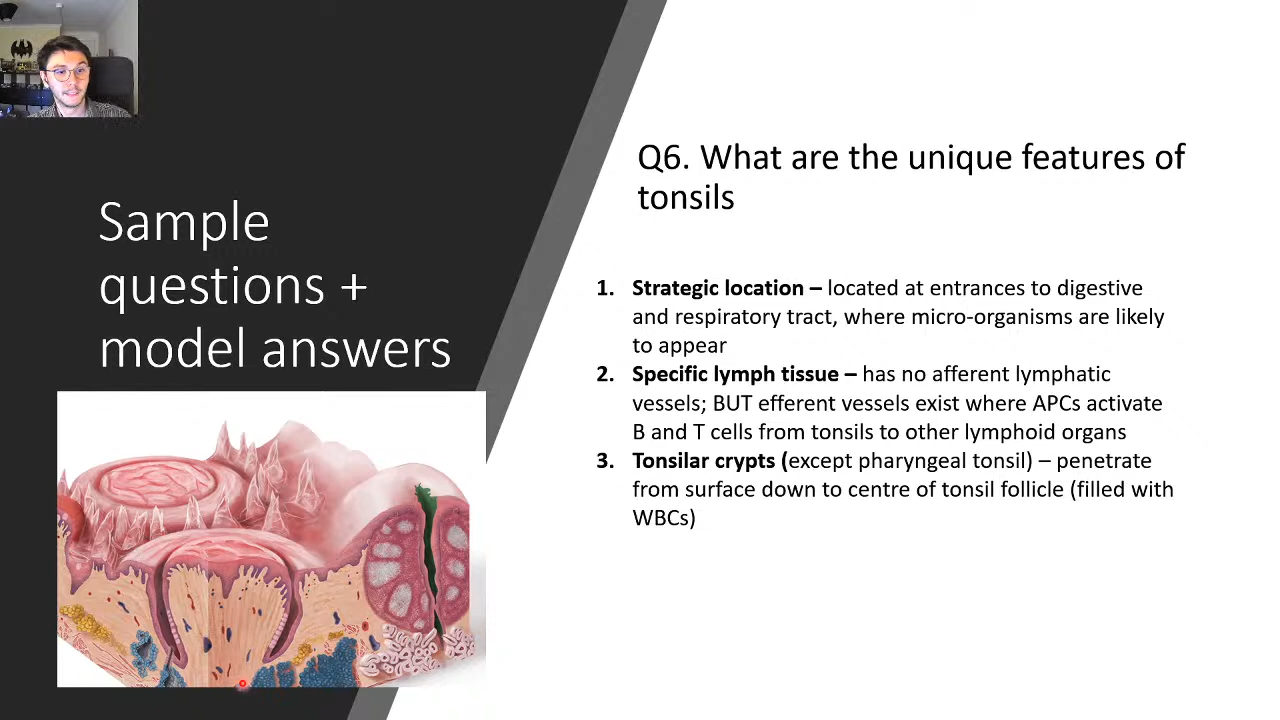 Sample
questions +
model answers
Q6. What are the unique features of
tonsils
1. Strategic location – located at entrances to digestive
and respiratory tract, where micro-organisms are likely
to appear
2. Specific lymph tissue – has no afferent lymphatic
vessels; BUT efferent vessels exist where APCs activate
B and T cells from tonsils to other lymphoid organs
3. Tonsilar crypts (except pharyngeal tonsil) – penetrate
from surface down to centre of tonsil follicle (filled with
WBCs)